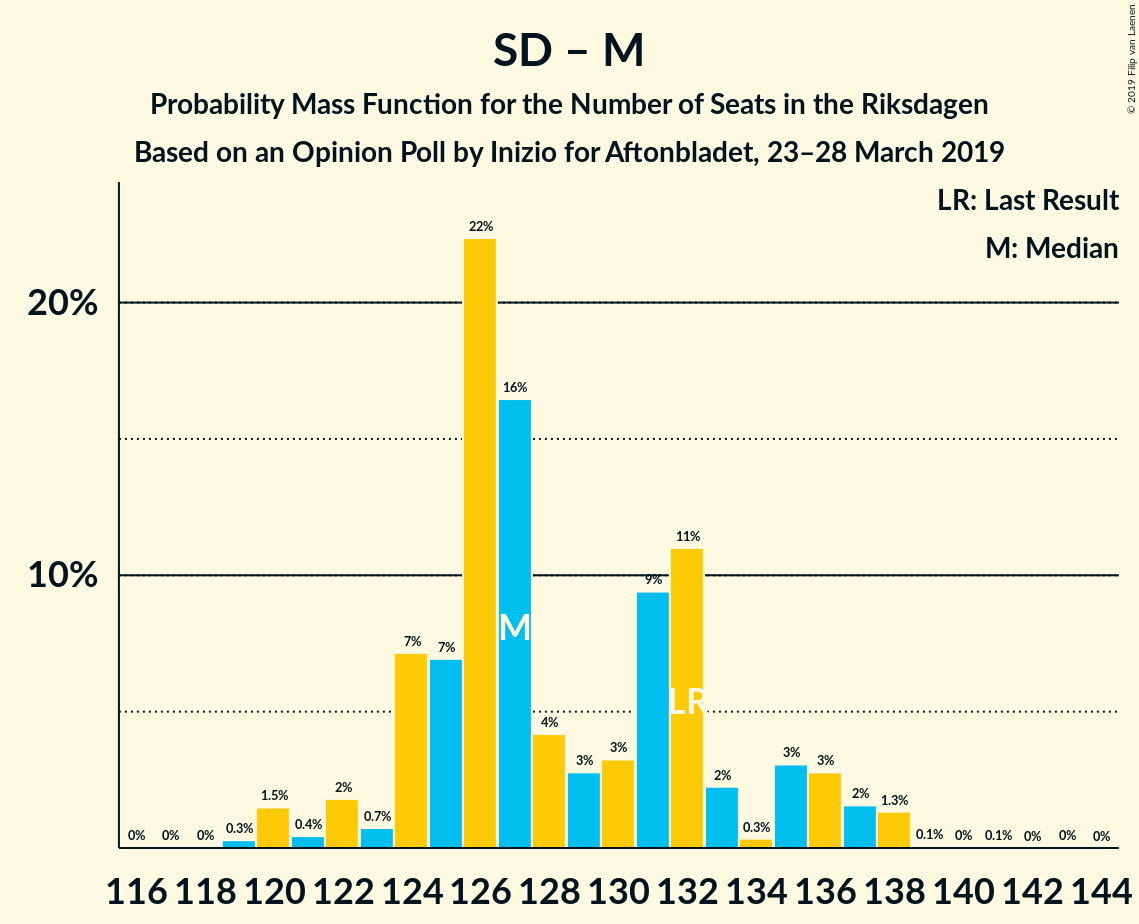 SD – M
Probability Mass Function for the Number of Seats in the Riksdagen
Based on an Opinion Poll by Inizio for Aftonbladet, 23–28 March 2019
© 2019 Filip van Laenen
LR: Last Result
M: Median
20%
10%
0% 0% 0% 0.3% 1.5% 0.4% 2% 0.7% 7% 7% 22% 16% 4% 3% 3% 9% 11% 2% 0.3% 3% 3% 2% 1.3% 0.1% 0% 0.1% 0% 0% 0%
M
LR
116 118 120 122 124 126 128 130 132 134 136 138 140 142 144